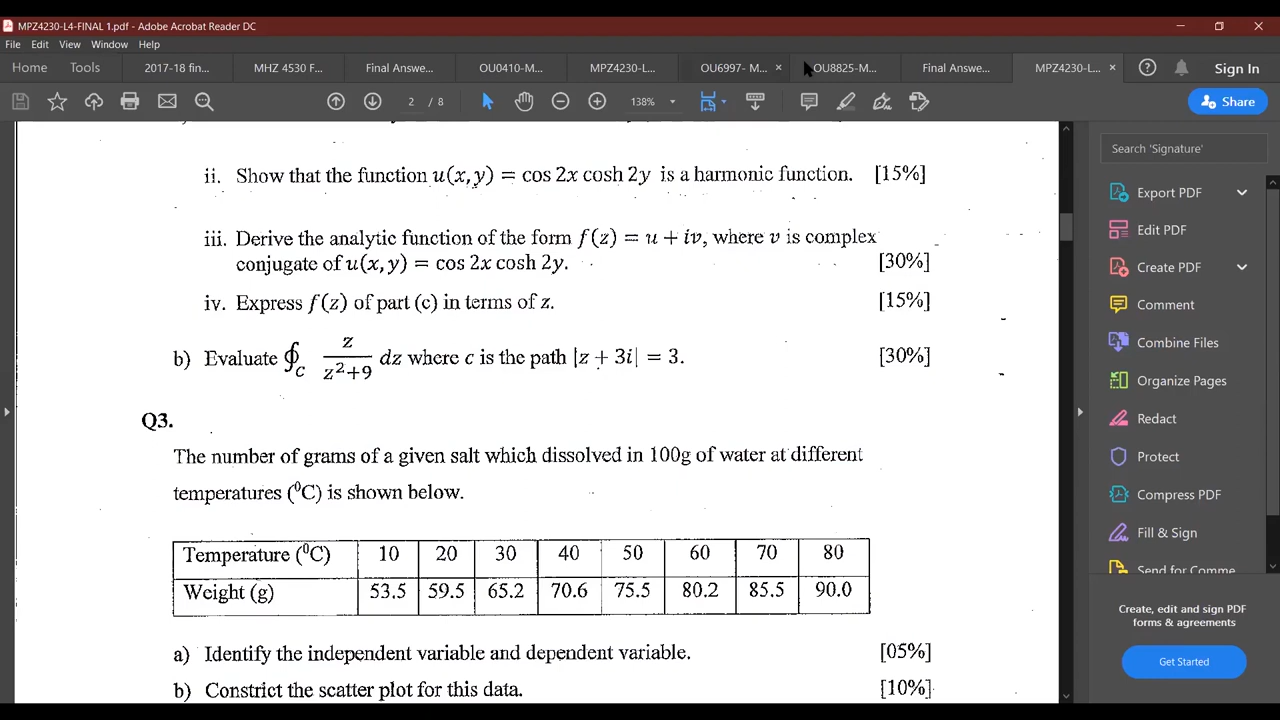 MPZ4230-L4-FINAL 1.pdf - Adobe Acrobat Reader DC
File Edit View Window Help
Home Tools 2017-18 fin... MHZ 4530 F... Final Answe... OU0410-M... MPZ4230-L... OU6997- M... × OU8825-M... Final Answe... MPZ4230-L... × Sign In
2 / 8 138% Share
ii. Show that the function u(x,y) = cos 2x cosh 2y is a harmonic function. [15%]
iii. Derive the analytic function of the form f(z) = u + iv, where v is complex
conjugate of u(x,y) = cos 2x cosh 2y. [30%]
iv. Express f(z) of part (c) in terms of z. [15%]
b) Evaluate ∮C z/(z²+9) dz where c is the path |z + 3i| = 3. [30%]
Q3.
The number of grams of a given salt which dissolved in 100g of water at different
temperatures (⁰C) is shown below.
Temperature (⁰C) 10 20 30 40 50 60 70 80
Weight (g) 53.5 59.5 65.2 70.6 75.5 80.2 85.5 90.0
a) Identify the independent variable and dependent variable. [05%]
b) Constrict the scatter plot for this data. [10%]
Search 'Signature'
Export PDF
Edit PDF
Create PDF
Comment
Combine Files
Organize Pages
Redact
Protect
Compress PDF
Fill & Sign
Send for Comme
Create, edit and sign PDF
forms & agreements
Get Started